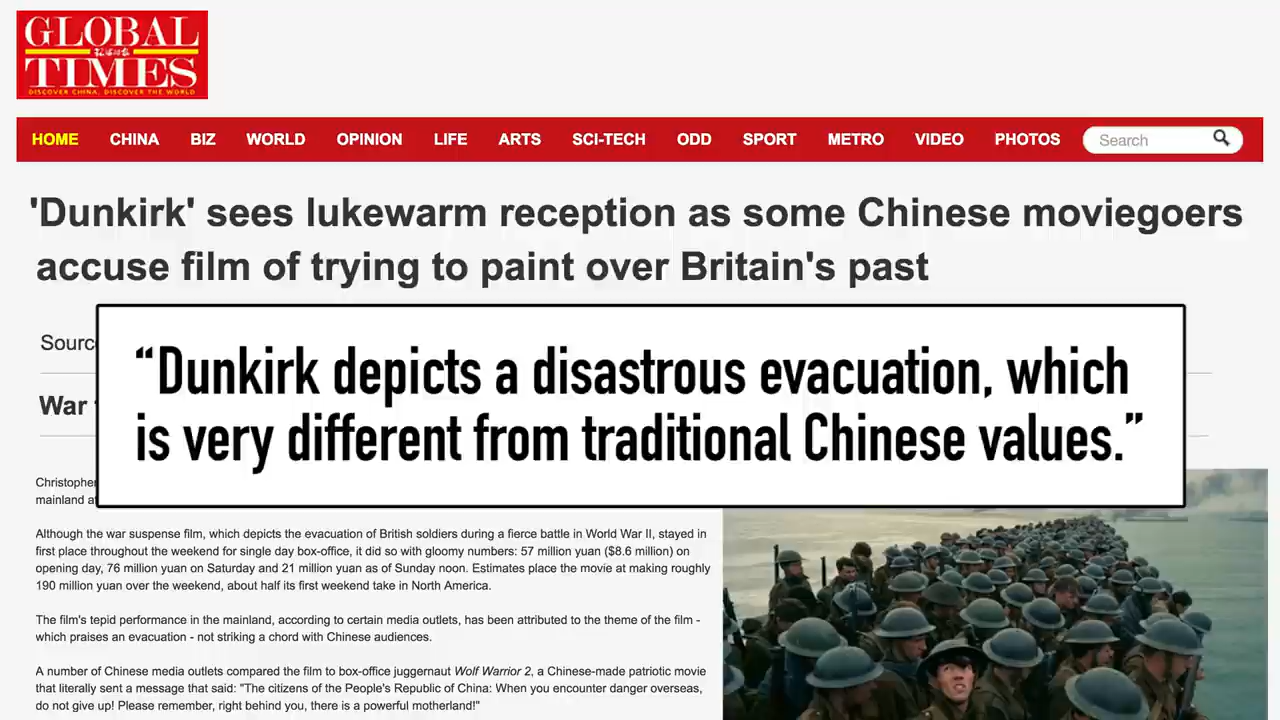 GLOBAL
TIMES
DISCOVER CHINA, DISCOVER THE WORLD
HOME CHINA BIZ WORLD OPINION LIFE ARTS SCI-TECH ODD SPORT METRO VIDEO PHOTOS Search
'Dunkirk' sees lukewarm reception as some Chinese moviegoers
accuse film of trying to paint over Britain's past
“Dunkirk depicts a disastrous evacuation, which
is very different from traditional Chinese values.”
War
Christopher
mainland
Although the war suspense film, which depicts the evacuation of British soldiers during a fierce battle in World War II, stayed in
first place throughout the weekend for single day box-office, it did so with gloomy numbers: 57 million yuan ($8.6 million) on
opening day, 76 million yuan on Saturday and 21 million yuan as of Sunday noon. Estimates place the movie at making roughly
190 million yuan over the weekend, about half its first weekend take in North America.
The film's tepid performance in the mainland, according to certain media outlets, has been attributed to the theme of the film -
which praises an evacuation - not striking a chord with Chinese audiences.
A number of Chinese media outlets compared the film to box-office juggernaut Wolf Warrior 2, a Chinese-made patriotic movie
that literally sent a message that said: "The citizens of the People's Republic of China: When you encounter danger overseas,
do not give up! Please remember, right behind you, there is a powerful motherland!"